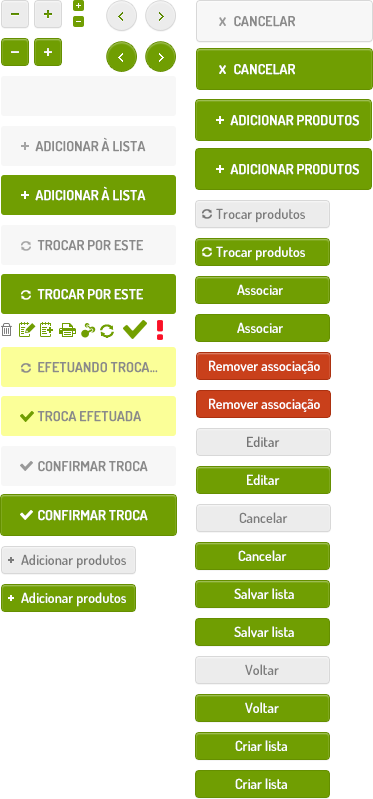 ADICIONAR À LISTA
ADICIONAR À LISTA
TROCAR POR ESTE
TROCAR POR ESTE
EFETUANDO TROCA...
TROCA EFETUADA
CONFIRMAR TROCA
CONFIRMAR TROCA
+ Adicionar produtos
+ Adicionar produtos
x CANCELAR
x CANCELAR
+ ADICIONAR PRODUTOS
+ ADICIONAR PRODUTOS
Trocar produtos
Trocar produtos
Associar
Associar
Remover associação
Remover associação
Editar
Editar
Cancelar
Cancelar
Salvar lista
Salvar lista
Voltar
Voltar
Criar lista
Criar lista